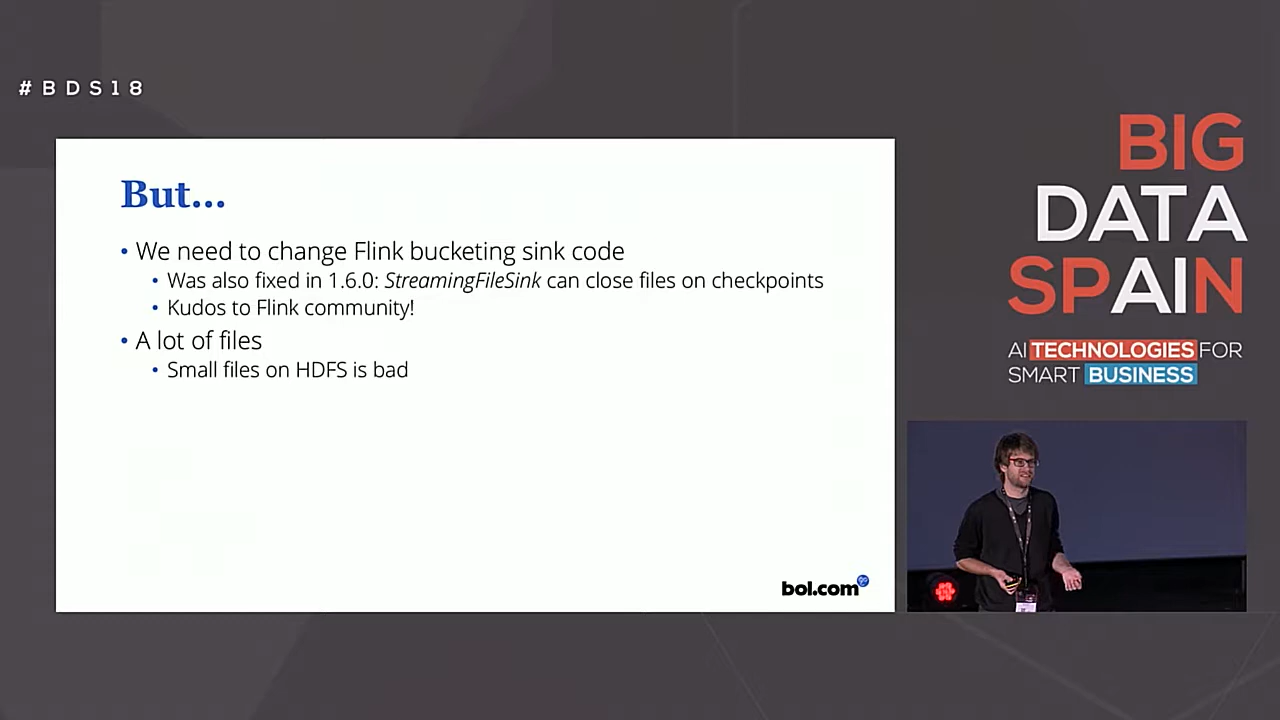 #BDS18
But...
• We need to change Flink bucketing sink code
• Was also fixed in 1.6.0: StreamingFileSink can close files on checkpoints
• Kudos to Flink community!
• A lot of files
• Small files on HDFS is bad
bol.com
BIG
DATA
SPAIN
AI TECHNOLOGIES FOR
SMART BUSINESS